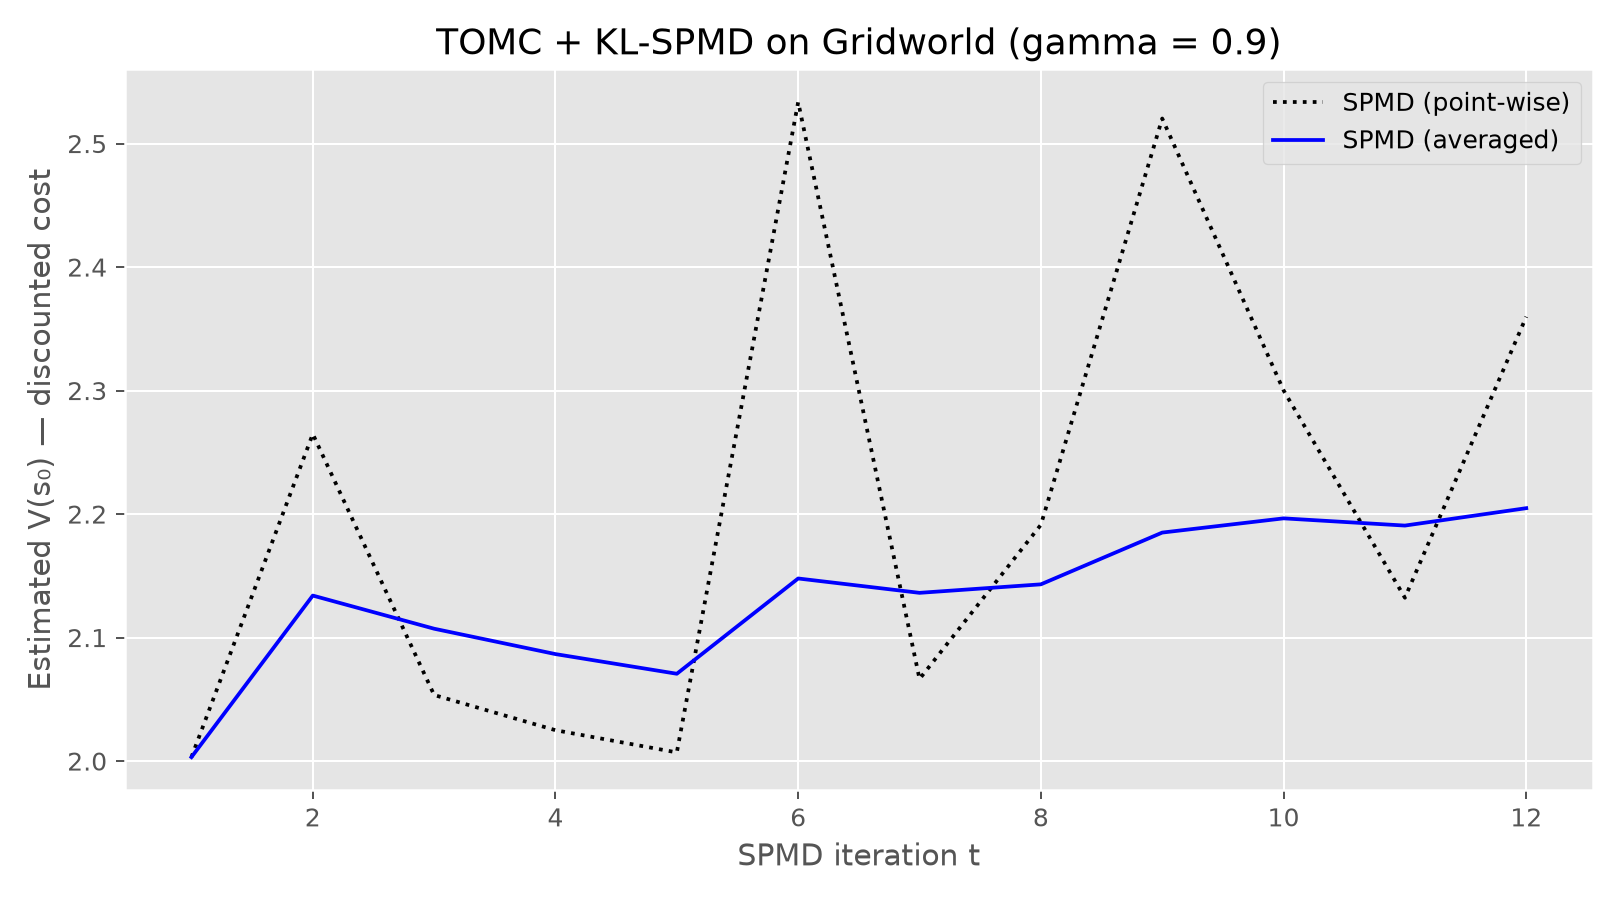 TOMC + KL-SPMD on Gridworld (gamma = 0.9)
SPMD (point-wise)
SPMD (averaged)
Estimated V(s₀) — discounted cost
2.5
2.4
2.3
2.2
2.1
2.0
2 4 6 8 10 12
SPMD iteration t